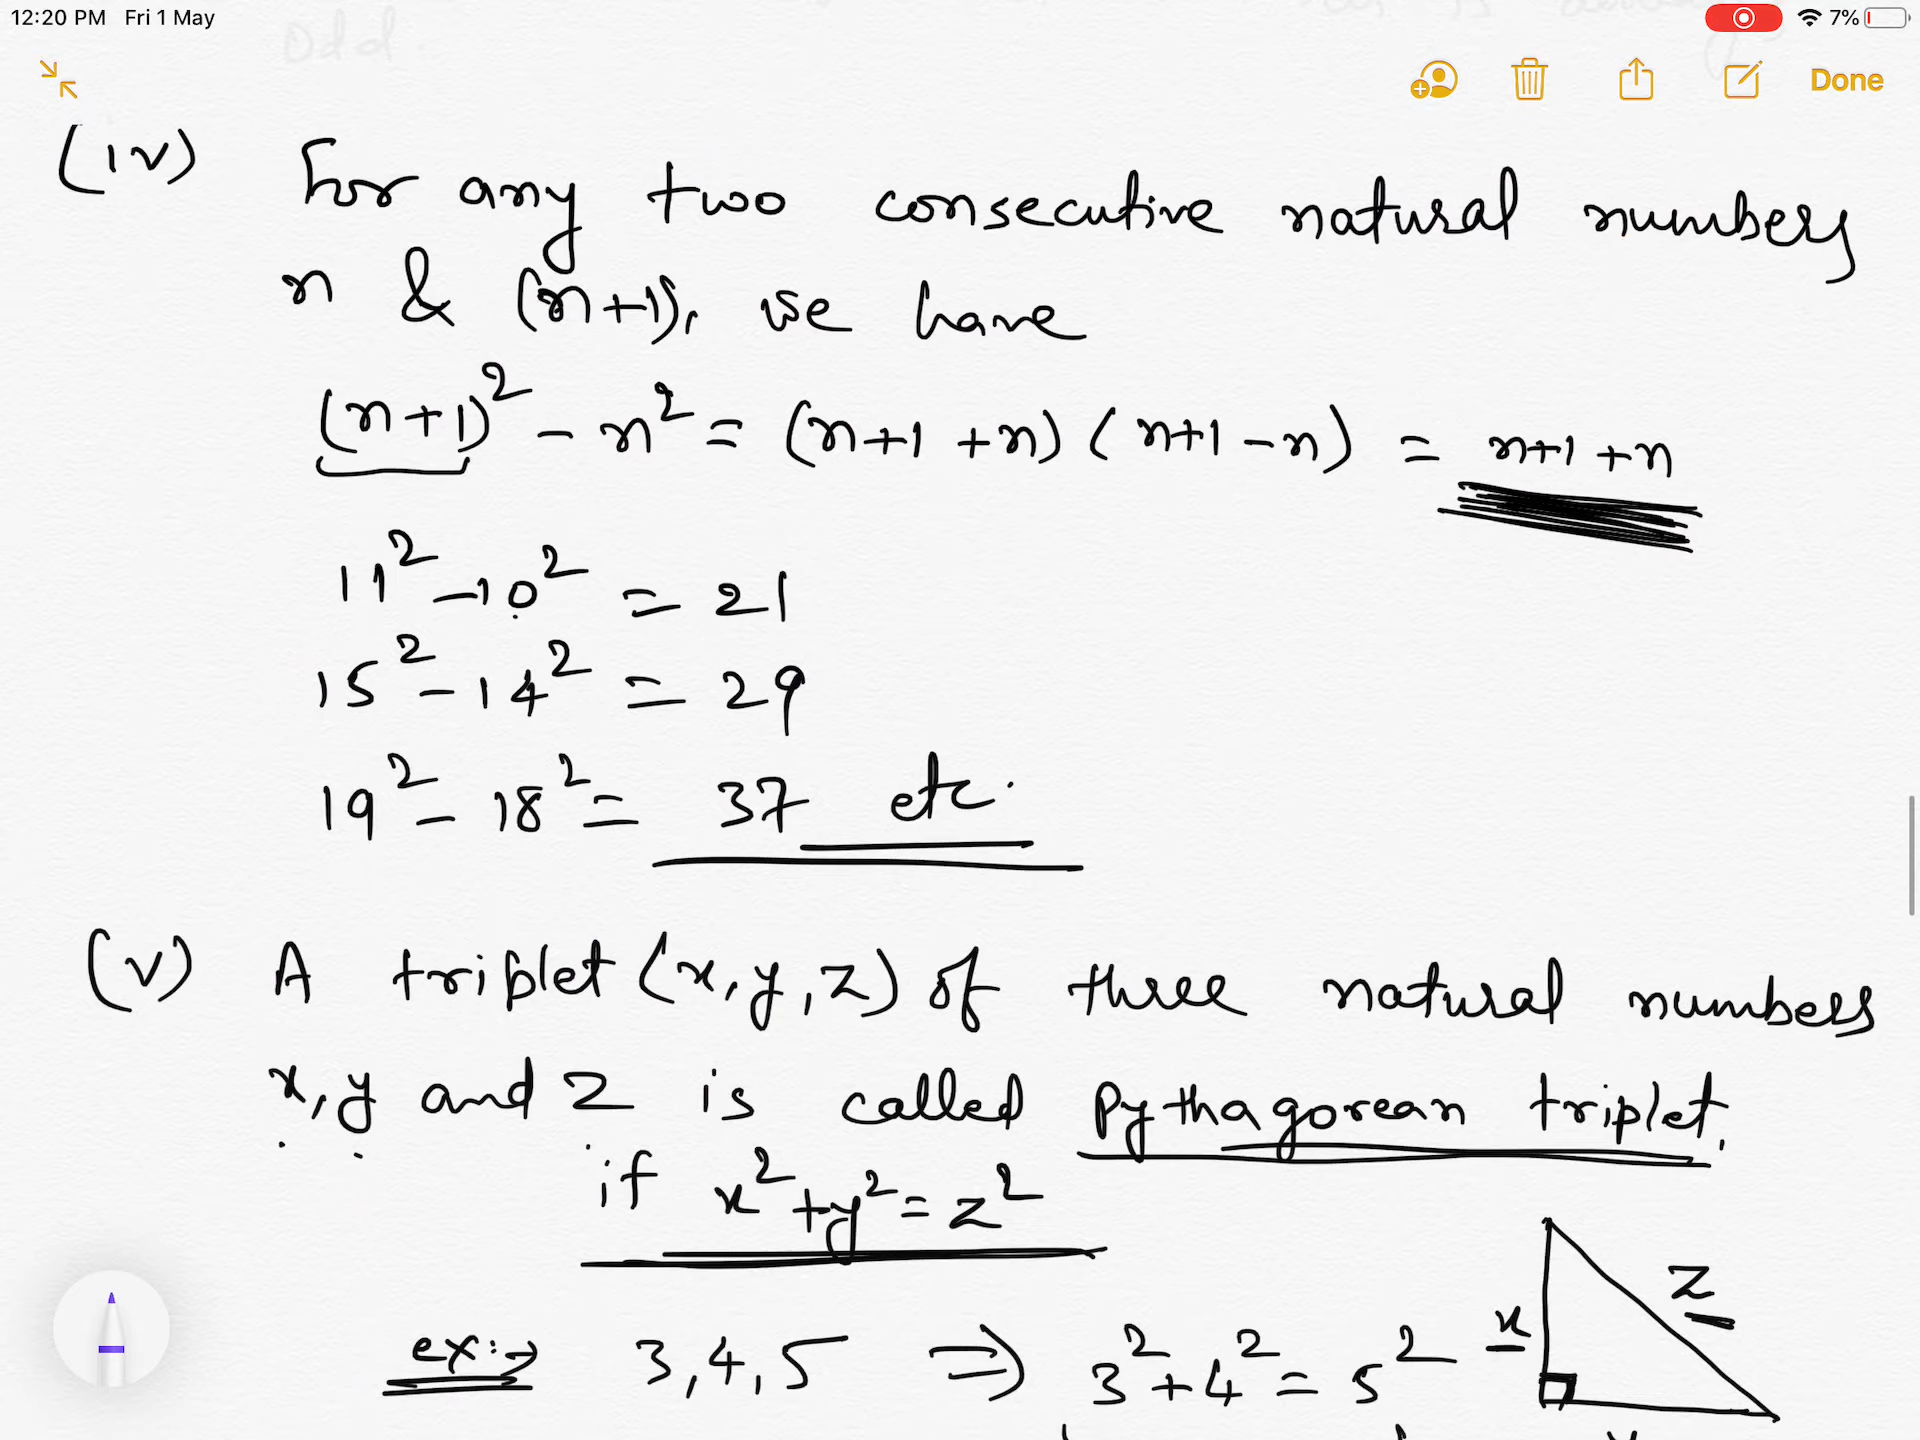 12:20 PM Fri 1 May 7%
odd.
Done
(iv) For any two consecutive natural numbers
n & (n+1), we have
(n+1)² - n² = (n+1 +n) (n+1 -n) = n+1 +n
11² - 10² = 21
15² - 14² = 29
19² - 18² = 37 etc.
(v) A triplet (x, y, z) of three natural numbers
x, y and z is called Pythagorean triplet,
if x² + y² = z²
z
x
ex:→ 3, 4, 5 ⇒ 3² + 4² = 5²